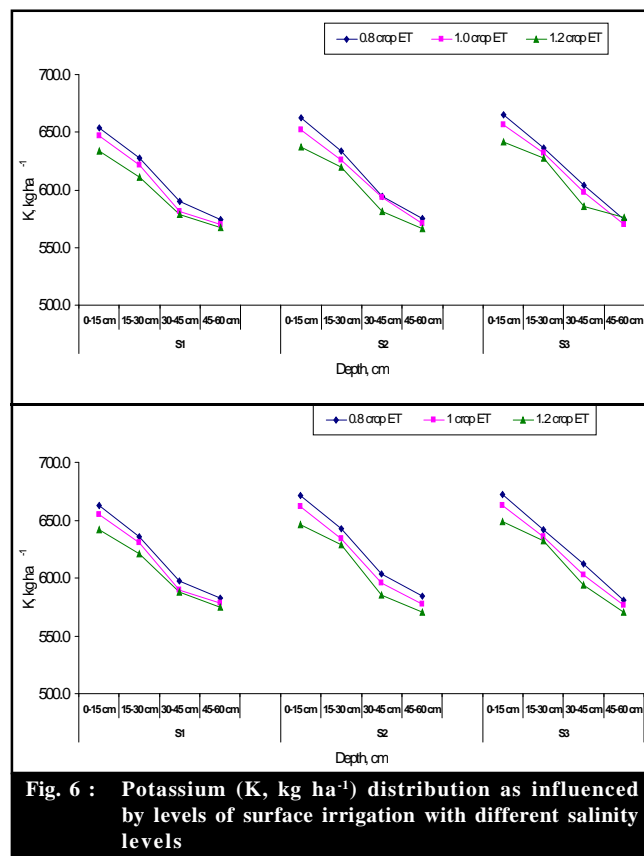 0.8 crop ET 1.0 crop ET 1.2 crop ET
700.0
650.0
600.0
550.0
500.0
K, kg ha -1
0-15 cm 15-30 cm 30-45 cm 45-60 cm 0-15 cm 15-30 cm 30-45 cm 45-60 cm 0-15 cm 15-30 cm 30-45 cm 45-60 cm
S1 S2 S3
Depth, cm
0.8 crop ET 1 crop ET 1.2 crop ET
700.0
650.0
600.0
550.0
500.0
K, kg ha -1
0-15 cm 15-30 cm 30-45 cm 45-60 cm 0-15 cm 15-30 cm 30-45 cm 45-60 cm 0-15 cm 15-30 cm 30-45 cm 45-60 cm
S1 S2 S3
Depth, cm
Fig. 6 : Potassium (K, kg ha-1) distribution as influenced
by levels of surface irrigation with different salinity
levels